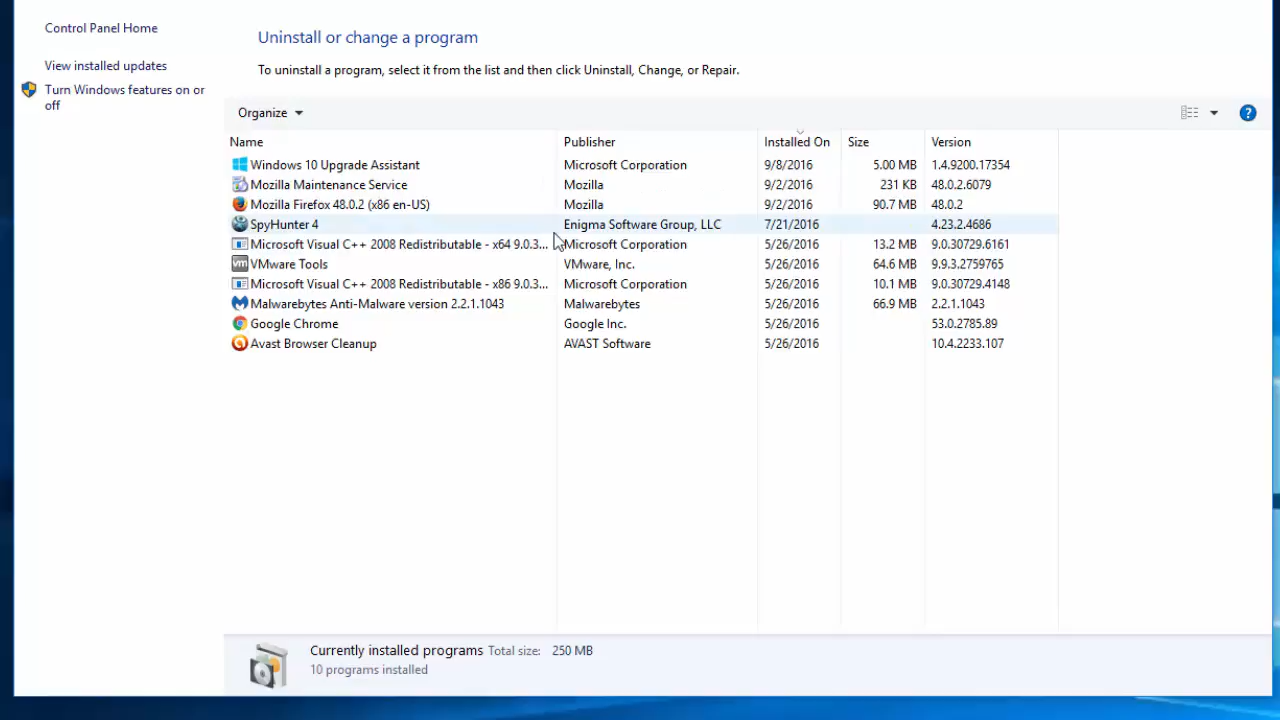 Control Panel Home
View installed updates
Turn Windows features on or
off
Uninstall or change a program
To uninstall a program, select it from the list and then click Uninstall, Change, or Repair.
Organize
Name Publisher Installed On Size Version
Windows 10 Upgrade Assistant Microsoft Corporation 9/8/2016 5.00 MB 1.4.9200.17354
Mozilla Maintenance Service Mozilla 9/2/2016 231 KB 48.0.2.6079
Mozilla Firefox 48.0.2 (x86 en-US) Mozilla 9/2/2016 90.7 MB 48.0.2
SpyHunter 4 Enigma Software Group, LLC 7/21/2016 4.23.2.4686
Microsoft Visual C++ 2008 Redistributable - x64 9.0.3... Microsoft Corporation 5/26/2016 13.2 MB 9.0.30729.6161
vm VMware Tools VMware, Inc. 5/26/2016 64.6 MB 9.9.3.2759765
Microsoft Visual C++ 2008 Redistributable - x86 9.0.3... Microsoft Corporation 5/26/2016 10.1 MB 9.0.30729.4148
Malwarebytes Anti-Malware version 2.2.1.1043 Malwarebytes 5/26/2016 66.9 MB 2.2.1.1043
Google Chrome Google Inc. 5/26/2016 53.0.2785.89
Avast Browser Cleanup AVAST Software 5/26/2016 10.4.2233.107
Currently installed programs Total size: 250 MB
10 programs installed